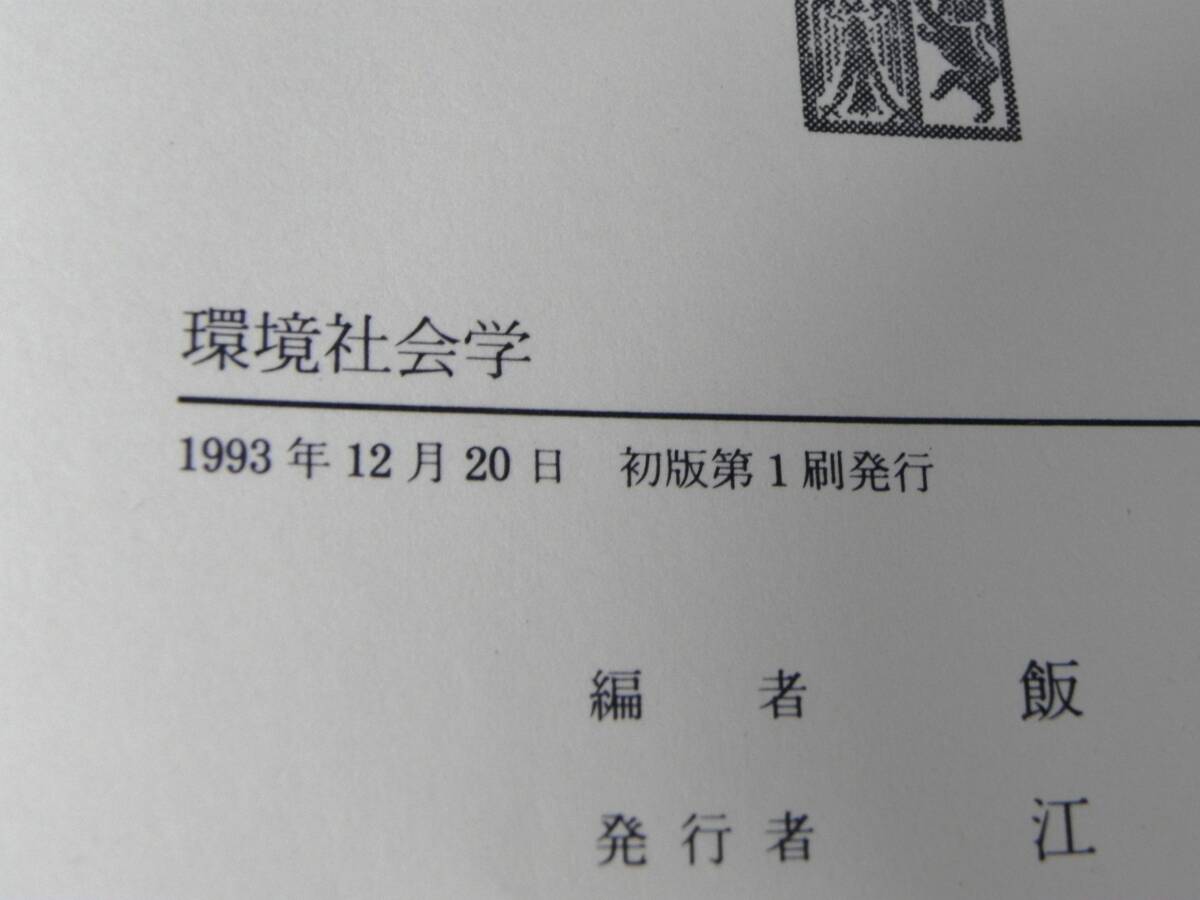 環境社会学
1993年12月20日 初版第1刷発行
編者 飯
発行者 江